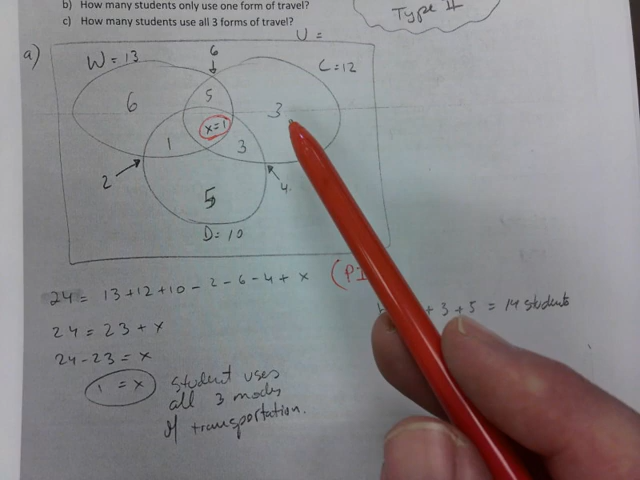 b) How many students only use one form of travel?
c) How many students use all 3 forms of travel?
Type 4
U =
a)
W = 13
6
C = 12
6
5
3
x=1
1
3
2
4
5
D = 10
24 = 13+12+10-2-6-4+x
24 = 23 + x
+ 3 + 5 = 14 students
24-23 = x
1 = x
student uses
all 3 modes
of transportation.